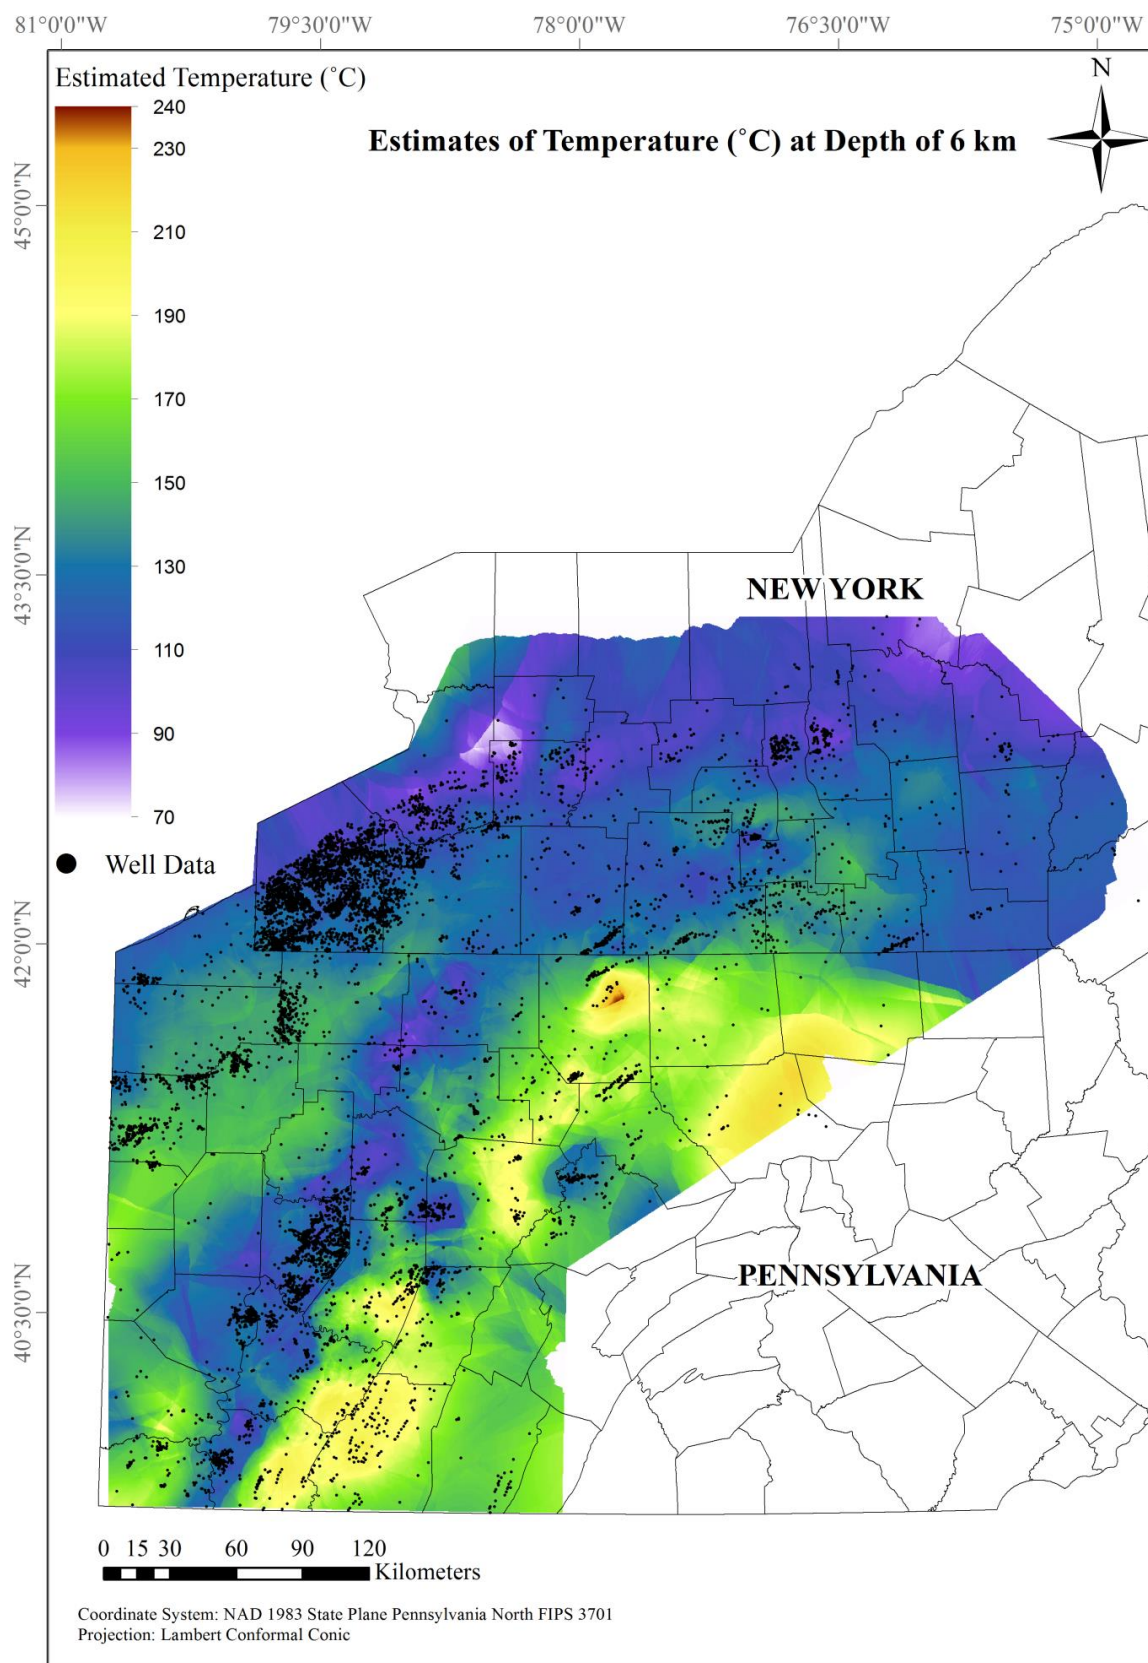 81°0'0"W
79°30'0"W
78°0'0"W
76°30'0"W
75°0'0"W
Estimated Temperature (˚C)
N
Estimates of Temperature (˚C) at Depth of 6 km
240
230
210
190
170
150
130
110
90
70
Well Data
45°0'0"N
43°30'0"N
42°0'0"N
40°30'0"N
NEW YORK
PENNSYLVANIA
0 15 30 60 90 120
Kilometers
Coordinate System: NAD 1983 State Plane Pennsylvania North FIPS 3701
Projection: Lambert Conformal Conic